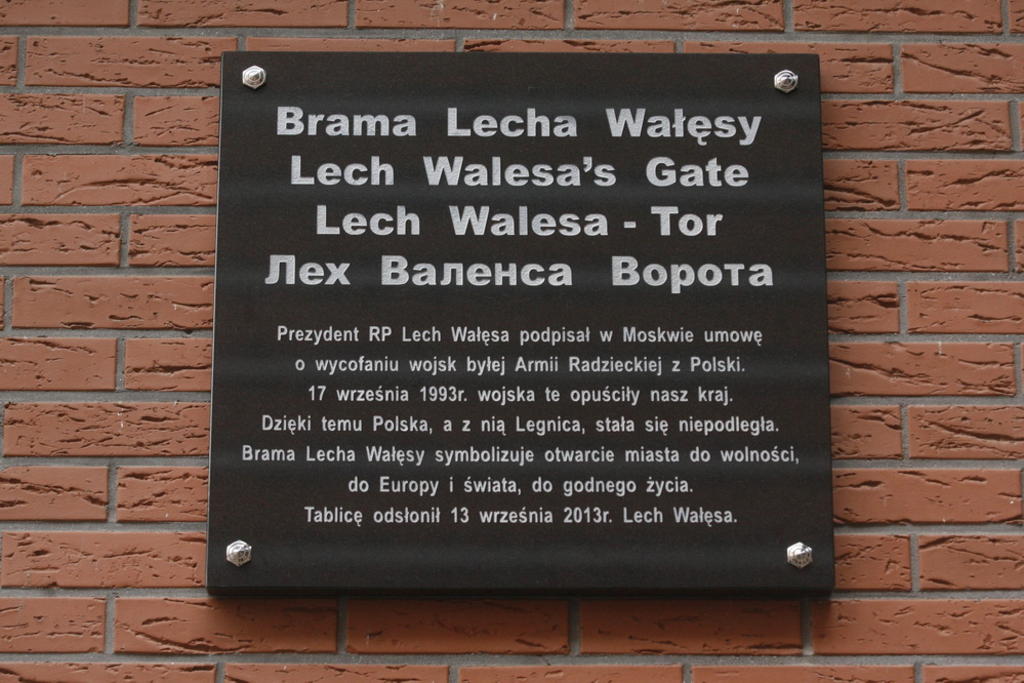 Brama Lecha Wałęsy
Lech Walesa's Gate
Lech Walesa - Tor
Лех Валенса Ворота
Prezydent RP Lech Wałęsa podpisał w Moskwie umowę
o wycofaniu wojsk byłej Armii Radzieckiej z Polski.
17 września 1993r. wojska te opuściły nasz kraj.
Dzięki temu Polska, a z nią Legnica, stała się niepodległa.
Brama Lecha Wałęsy symbolizuje otwarcie miasta do wolności,
do Europy i świata, do godnego życia.
Tablicę odsłonił 13 września 2013r. Lech Wałęsa.